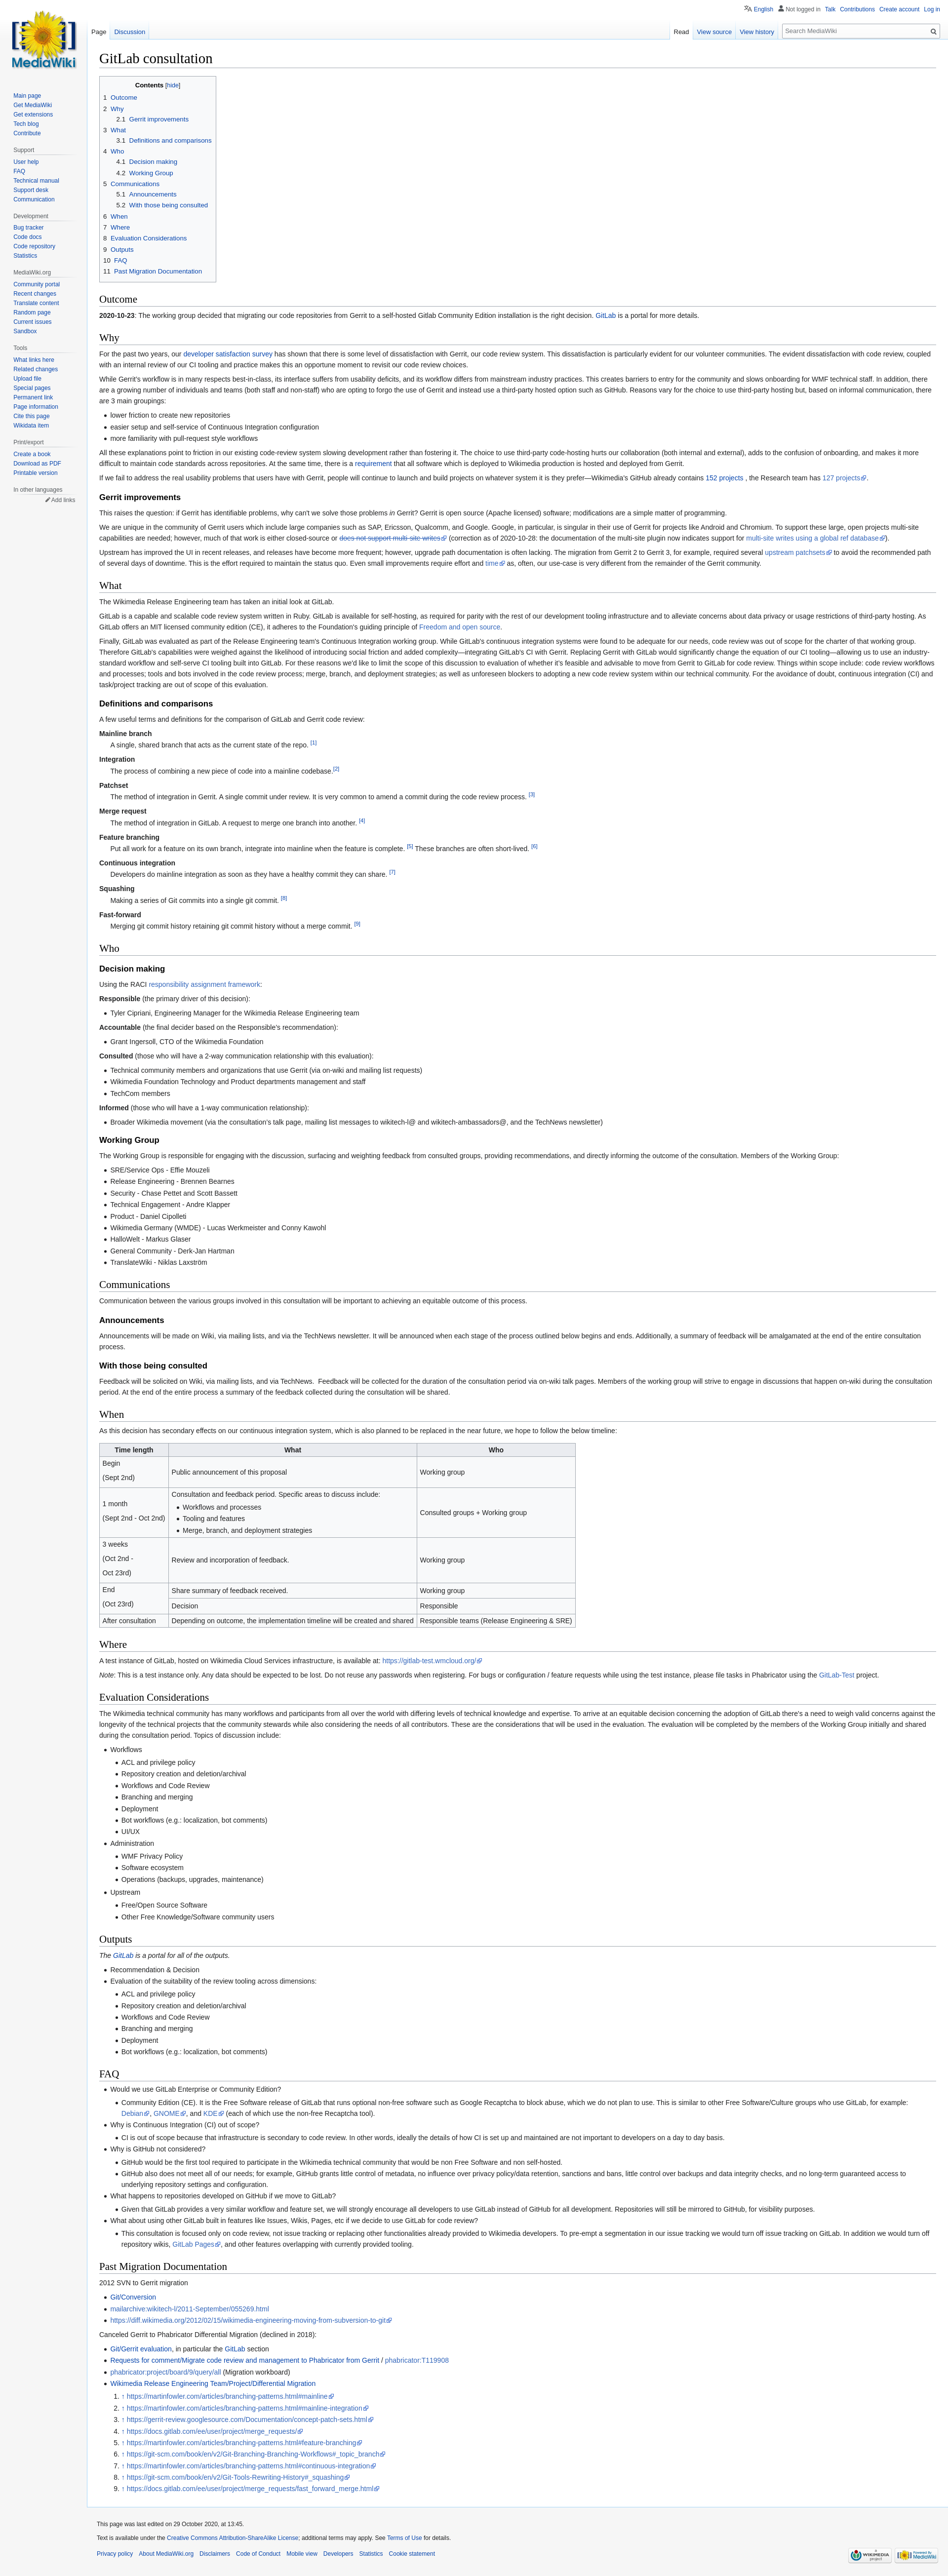 English Not logged in Talk Contributions Create account Log in
Page Discussion Read View source View history Search MediaWiki
MediaWiki
Main page
Get MediaWiki
Get extensions
Tech blog
Contribute
Support
User help
FAQ
Technical manual
Support desk
Communication
Development
Bug tracker
Code docs
Code repository
Statistics
MediaWiki.org
Community portal
Recent changes
Translate content
Random page
Current issues
Sandbox
Tools
What links here
Related changes
Upload file
Special pages
Permanent link
Page information
Cite this page
Wikidata item
Print/export
Create a book
Download as PDF
Printable version
In other languages
Add links
GitLab consultation
Contents [hide]
1 Outcome
2 Why
2.1 Gerrit improvements
3 What
3.1 Definitions and comparisons
4 Who
4.1 Decision making
4.2 Working Group
5 Communications
5.1 Announcements
5.2 With those being consulted
6 When
7 Where
8 Evaluation Considerations
9 Outputs
10 FAQ
11 Past Migration Documentation
Outcome
2020-10-23: The working group decided that migrating our code repositories from Gerrit to a self-hosted Gitlab Community Edition installation is the right decision. GitLab is a portal for more details.
Why
For the past two years, our developer satisfaction survey has shown that there is some level of dissatisfaction with Gerrit, our code review system. This dissatisfaction is particularly evident for our volunteer communities. The evident dissatisfaction with code review, coupled
with an internal review of our CI tooling and practice makes this an opportune moment to revisit our code review choices.
While Gerrit's workflow is in many respects best-in-class, its interface suffers from usability deficits, and its workflow differs from mainstream industry practices. This creates barriers to entry for the community and slows onboarding for WMF technical staff. In addition, there
are a growing number of individuals and teams (both staff and non-staff) who are opting to forgo the use of Gerrit and instead use a third-party hosted option such as GitHub. Reasons vary for the choice to use third-party hosting but, based on informal communication, there
are 3 main groupings:
lower friction to create new repositories
easier setup and self-service of Continuous Integration configuration
more familiarity with pull-request style workflows
All these explanations point to friction in our existing code-review system slowing development rather than fostering it. The choice to use third-party code-hosting hurts our collaboration (both internal and external), adds to the confusion of onboarding, and makes it more
difficult to maintain code standards across repositories. At the same time, there is a requirement that all software which is deployed to Wikimedia production is hosted and deployed from Gerrit.
If we fail to address the real usability problems that users have with Gerrit, people will continue to launch and build projects on whatever system it is they prefer—Wikimedia's GitHub already contains 152 projects , the Research team has 127 projects.
Gerrit improvements
This raises the question: if Gerrit has identifiable problems, why can't we solve those problems in Gerrit? Gerrit is open source (Apache licensed) software; modifications are a simple matter of programming.
We are unique in the community of Gerrit users which include large companies such as SAP, Ericsson, Qualcomm, and Google. Google, in particular, is singular in their use of Gerrit for projects like Android and Chromium. To support these large, open projects multi-site
capabilities are needed; however, much of that work is either closed-source or does not support multi-site writes (correction as of 2020-10-28: the documentation of the multi-site plugin now indicates support for multi-site writes using a global ref database).
Upstream has improved the UI in recent releases, and releases have become more frequent; however, upgrade path documentation is often lacking. The migration from Gerrit 2 to Gerrit 3, for example, required several upstream patchsets to avoid the recommended path
of several days of downtime. This is the effort required to maintain the status quo. Even small improvements require effort and time as, often, our use-case is very different from the remainder of the Gerrit community.
What
The Wikimedia Release Engineering team has taken an initial look at GitLab.
GitLab is a capable and scalable code review system written in Ruby. GitLab is available for self-hosting, as required for parity with the rest of our development tooling infrastructure and to alleviate concerns about data privacy or usage restrictions of third-party hosting. As
GitLab offers an MIT licensed community edition (CE), it adheres to the Foundation's guiding principle of Freedom and open source.
Finally, GitLab was evaluated as part of the Release Engineering team's Continuous Integration working group. While GitLab's continuous integration systems were found to be adequate for our needs, code review was out of scope for the charter of that working group.
Therefore GitLab's capabilities were weighed against the likelihood of introducing social friction and added complexity—integrating GitLab's CI with Gerrit. Replacing Gerrit with GitLab would significantly change the equation of our CI tooling—allowing us to use an industry-
standard workflow and self-serve CI tooling built into GitLab. For these reasons we'd like to limit the scope of this discussion to evaluation of whether it's feasible and advisable to move from Gerrit to GitLab for code review. Things within scope include: code review workflows
and processes; tools and bots involved in the code review process; merge, branch, and deployment strategies; as well as unforeseen blockers to adopting a new code review system within our technical community. For the avoidance of doubt, continuous integration (CI) and
task/project tracking are out of scope of this evaluation.
Definitions and comparisons
A few useful terms and definitions for the comparison of GitLab and Gerrit code review:
Mainline branch
A single, shared branch that acts as the current state of the repo. [1]
Integration
The process of combining a new piece of code into a mainline codebase.[2]
Patchset
The method of integration in Gerrit. A single commit under review. It is very common to amend a commit during the code review process. [3]
Merge request
The method of integration in GitLab. A request to merge one branch into another. [4]
Feature branching
Put all work for a feature on its own branch, integrate into mainline when the feature is complete. [5] These branches are often short-lived. [6]
Continuous integration
Developers do mainline integration as soon as they have a healthy commit they can share. [7]
Squashing
Making a series of Git commits into a single git commit. [8]
Fast-forward
Merging git commit history retaining git commit history without a merge commit. [9]
Who
Decision making
Using the RACI responsibility assignment framework:
Responsible (the primary driver of this decision):
Tyler Cipriani, Engineering Manager for the Wikimedia Release Engineering team
Accountable (the final decider based on the Responsible's recommendation):
Grant Ingersoll, CTO of the Wikimedia Foundation
Consulted (those who will have a 2-way communication relationship with this evaluation):
Technical community members and organizations that use Gerrit (via on-wiki and mailing list requests)
Wikimedia Foundation Technology and Product departments management and staff
TechCom members
Informed (those who will have a 1-way communication relationship):
Broader Wikimedia movement (via the consultation's talk page, mailing list messages to wikitech-l@ and wikitech-ambassadors@, and the TechNews newsletter)
Working Group
The Working Group is responsible for engaging with the discussion, surfacing and weighting feedback from consulted groups, providing recommendations, and directly informing the outcome of the consultation. Members of the Working Group:
SRE/Service Ops - Effie Mouzeli
Release Engineering - Brennen Bearnes
Security - Chase Pettet and Scott Bassett
Technical Engagement - Andre Klapper
Product - Daniel Cipolleti
Wikimedia Germany (WMDE) - Lucas Werkmeister and Conny Kawohl
HalloWelt - Markus Glaser
General Community - Derk-Jan Hartman
TranslateWiki - Niklas Laxström
Communications
Communication between the various groups involved in this consultation will be important to achieving an equitable outcome of this process.
Announcements
Announcements will be made on Wiki, via mailing lists, and via the TechNews newsletter. It will be announced when each stage of the process outlined below begins and ends. Additionally, a summary of feedback will be amalgamated at the end of the entire consultation
process.
With those being consulted
Feedback will be solicited on Wiki, via mailing lists, and via TechNews. Feedback will be collected for the duration of the consultation period via on-wiki talk pages. Members of the working group will strive to engage in discussions that happen on-wiki during the consultation
period. At the end of the entire process a summary of the feedback collected during the consultation will be shared.
When
As this decision has secondary effects on our continuous integration system, which is also planned to be replaced in the near future, we hope to follow the below timeline:
Time length What Who
Begin
(Sept 2nd)
Public announcement of this proposal
Working group
1 month
(Sept 2nd - Oct 2nd)
Consultation and feedback period. Specific areas to discuss include:
Workflows and processes
Tooling and features
Merge, branch, and deployment strategies
Consulted groups + Working group
3 weeks
(Oct 2nd -
Oct 23rd)
Review and incorporation of feedback.
Working group
End
(Oct 23rd)
Share summary of feedback received. Working group
Decision Responsible
After consultation Depending on outcome, the implementation timeline will be created and shared Responsible teams (Release Engineering & SRE)
Where
A test instance of GitLab, hosted on Wikimedia Cloud Services infrastructure, is available at: https://gitlab-test.wmcloud.org/
Note: This is a test instance only. Any data should be expected to be lost. Do not reuse any passwords when registering. For bugs or configuration / feature requests while using the test instance, please file tasks in Phabricator using the GitLab-Test project.
Evaluation Considerations
The Wikimedia technical community has many workflows and participants from all over the world with differing levels of technical knowledge and expertise. To arrive at an equitable decision concerning the adoption of GitLab there's a need to weigh valid concerns against the
longevity of the technical projects that the community stewards while also considering the needs of all contributors. These are the considerations that will be used in the evaluation. The evaluation will be completed by the members of the Working Group initially and shared
during the consultation period. Topics of discussion include:
Workflows
ACL and privilege policy
Repository creation and deletion/archival
Workflows and Code Review
Branching and merging
Deployment
Bot workflows (e.g.: localization, bot comments)
UI/UX
Administration
WMF Privacy Policy
Software ecosystem
Operations (backups, upgrades, maintenance)
Upstream
Free/Open Source Software
Other Free Knowledge/Software community users
Outputs
The GitLab is a portal for all of the outputs.
Recommendation & Decision
Evaluation of the suitability of the review tooling across dimensions:
ACL and privilege policy
Repository creation and deletion/archival
Workflows and Code Review
Branching and merging
Deployment
Bot workflows (e.g.: localization, bot comments)
FAQ
Would we use GitLab Enterprise or Community Edition?
Community Edition (CE). It is the Free Software release of GitLab that runs optional non-free software such as Google Recaptcha to block abuse, which we do not plan to use. This is similar to other Free Software/Culture groups who use GitLab, for example:
Debian, GNOME, and KDE (each of which use the non-free Recaptcha tool).
Why is Continuous Integration (CI) out of scope?
CI is out of scope because that infrastructure is secondary to code review. In other words, ideally the details of how CI is set up and maintained are not important to developers on a day to day basis.
Why is GitHub not considered?
GitHub would be the first tool required to participate in the Wikimedia technical community that would be non Free Software and non self-hosted.
GitHub also does not meet all of our needs; for example, GitHub grants little control of metadata, no influence over privacy policy/data retention, sanctions and bans, little control over backups and data integrity checks, and no long-term guaranteed access to
underlying repository settings and configuration.
What happens to repositories developed on GitHub if we move to GitLab?
Given that GitLab provides a very similar workflow and feature set, we will strongly encourage all developers to use GitLab instead of GitHub for all development. Repositories will still be mirrored to GitHub, for visibility purposes.
What about using other GitLab built in features like Issues, Wikis, Pages, etc if we decide to use GitLab for code review?
This consultation is focused only on code review, not issue tracking or replacing other functionalities already provided to Wikimedia developers. To pre-empt a segmentation in our issue tracking we would turn off issue tracking on GitLab. In addition we would turn off
repository wikis, GitLab Pages, and other features overlapping with currently provided tooling.
Past Migration Documentation
2012 SVN to Gerrit migration
Git/Conversion
mailarchive:wikitech-l/2011-September/055269.html
https://diff.wikimedia.org/2012/02/15/wikimedia-engineering-moving-from-subversion-to-git
Canceled Gerrit to Phabricator Differential Migration (declined in 2018):
Git/Gerrit evaluation, in particular the GitLab section
Requests for comment/Migrate code review and management to Phabricator from Gerrit / phabricator:T119908
phabricator:project/board/9/query/all (Migration workboard)
Wikimedia Release Engineering Team/Project/Differential Migration
1. ↑ https://martinfowler.com/articles/branching-patterns.html#mainline
2. ↑ https://martinfowler.com/articles/branching-patterns.html#mainline-integration
3. ↑ https://gerrit-review.googlesource.com/Documentation/concept-patch-sets.html
4. ↑ https://docs.gitlab.com/ee/user/project/merge_requests/
5. ↑ https://martinfowler.com/articles/branching-patterns.html#feature-branching
6. ↑ https://git-scm.com/book/en/v2/Git-Branching-Branching-Workflows#_topic_branch
7. ↑ https://martinfowler.com/articles/branching-patterns.html#continuous-integration
8. ↑ https://git-scm.com/book/en/v2/Git-Tools-Rewriting-History#_squashing
9. ↑ https://docs.gitlab.com/ee/user/project/merge_requests/fast_forward_merge.html
This page was last edited on 29 October 2020, at 13:45.
Text is available under the Creative Commons Attribution-ShareAlike License; additional terms may apply. See Terms of Use for details.
Privacy policy About MediaWiki.org Disclaimers Code of Conduct Mobile view Developers Statistics Cookie statement
A WIKIMEDIA project
Powered By MediaWiki